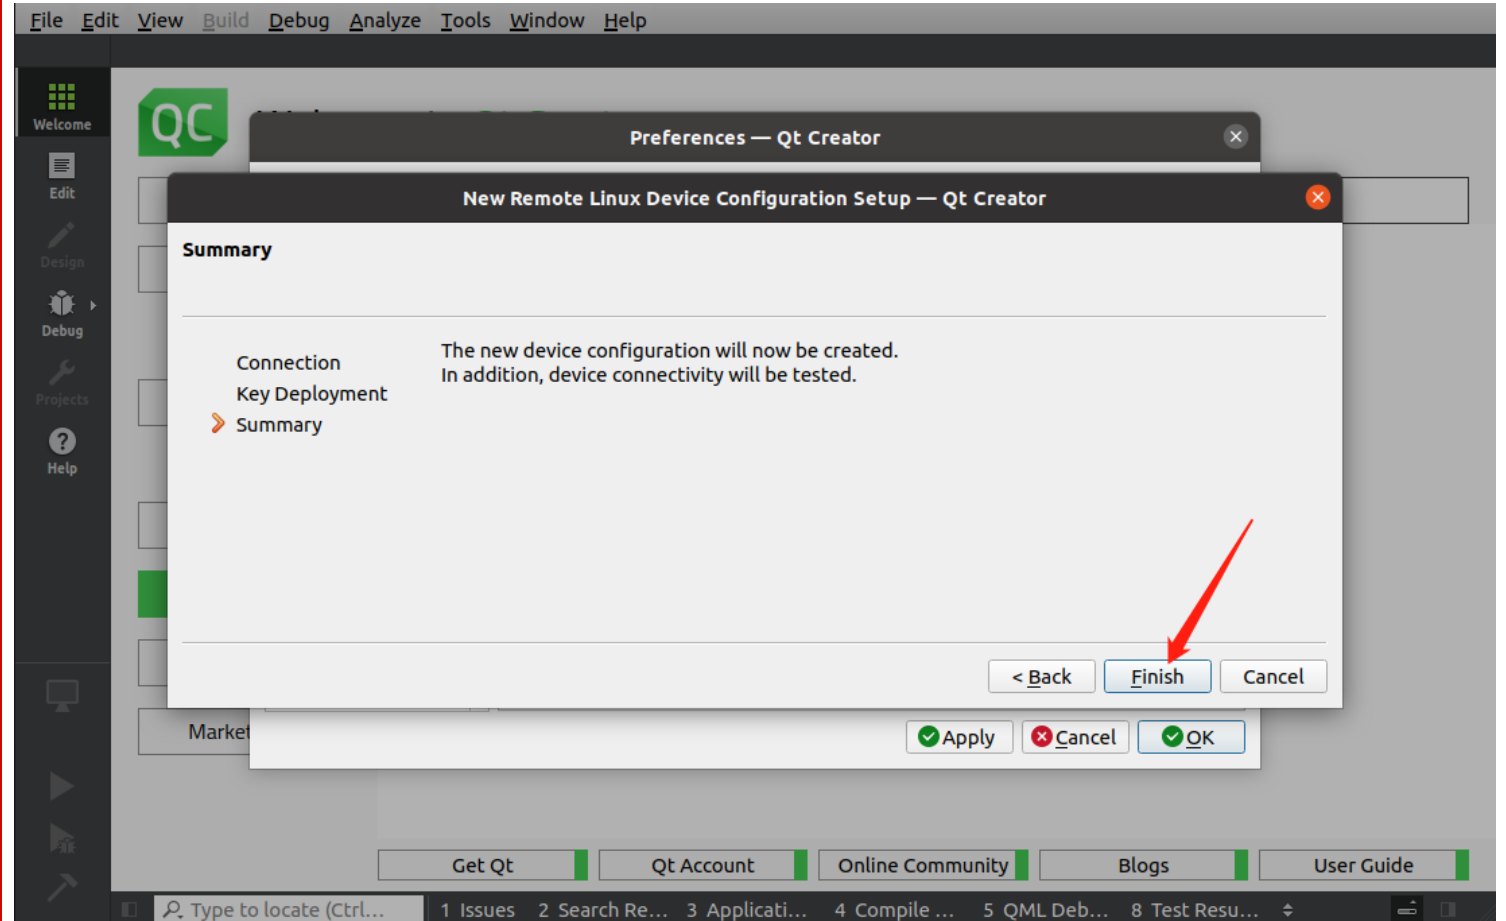 File Edit View Build Debug Analyze Tools Window Help
Welcome
QC
Edit
Design
Debug
Projects
Help
Preferences — Qt Creator
New Remote Linux Device Configuration Setup — Qt Creator
Summary
Connection
Key Deployment
Summary
The new device configuration will now be created.
In addition, device connectivity will be tested.
< Back Finish Cancel
Market
Apply Cancel OK
Get Qt Qt Account Online Community Blogs User Guide
Type to locate (Ctrl... 1 Issues 2 Search Re... 3 Applicati... 4 Compile ... 5 QML Deb... 8 Test Resu...